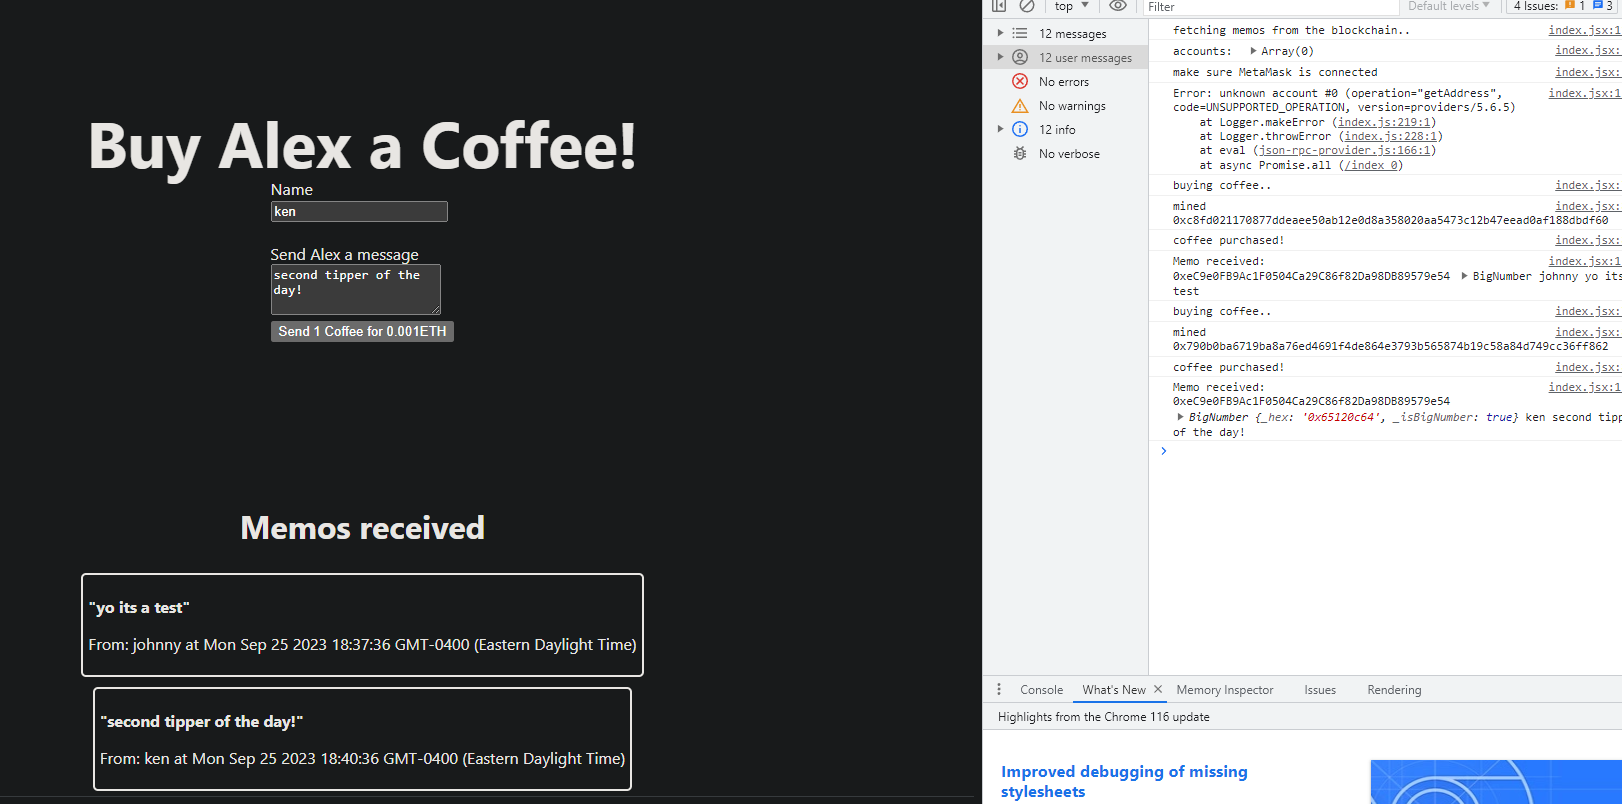 Buy Alex a Coffee!
Name
ken
Send Alex a message
second tipper of the
day!
Send 1 Coffee for 0.001ETH
Memos received
"yo its a test"
From: johnny at Mon Sep 25 2023 18:37:36 GMT-0400 (Eastern Daylight Time)
"second tipper of the day!"
From: ken at Mon Sep 25 2023 18:40:36 GMT-0400 (Eastern Daylight Time)
top
Filter
Default levels
4 Issues: 1 3
12 messages
12 user messages
No errors
No warnings
12 info
No verbose
fetching memos from the blockchain.. index.jsx:1
accounts: Array(0) index.jsx:
make sure MetaMask is connected index.jsx:
Error: unknown account #0 (operation="getAddress", index.jsx:1
code=UNSUPPORTED_OPERATION, version=providers/5.6.5)
at Logger.makeError (index.js:219:1)
at Logger.throwError (index.js:228:1)
at eval (json-rpc-provider.js:166:1)
at async Promise.all (/index 0)
buying coffee.. index.jsx:
mined index.jsx:
0xc8fd021170877ddeaee50ab12e0d8a358020aa5473c12b47eead0af188dbdf60
coffee purchased! index.jsx:
Memo received: index.jsx:1
0xeC9e0FB9Ac1F0504Ca29C86f82Da98DB89579e54 BigNumber johnny yo its
test
buying coffee.. index.jsx:
mined index.jsx:
0x790b0ba6719ba8a76ed4691f4de864e3793b565874b19c58a84d749cc36ff862
coffee purchased! index.jsx:
Memo received: index.jsx:1
0xeC9e0FB9Ac1F0504Ca29C86f82Da98DB89579e54
BigNumber {_hex: '0x65120c64', _isBigNumber: true} ken second tipp
of the day!
Console
What's New
Memory Inspector
Issues
Rendering
Highlights from the Chrome 116 update
Improved debugging of missing
stylesheets